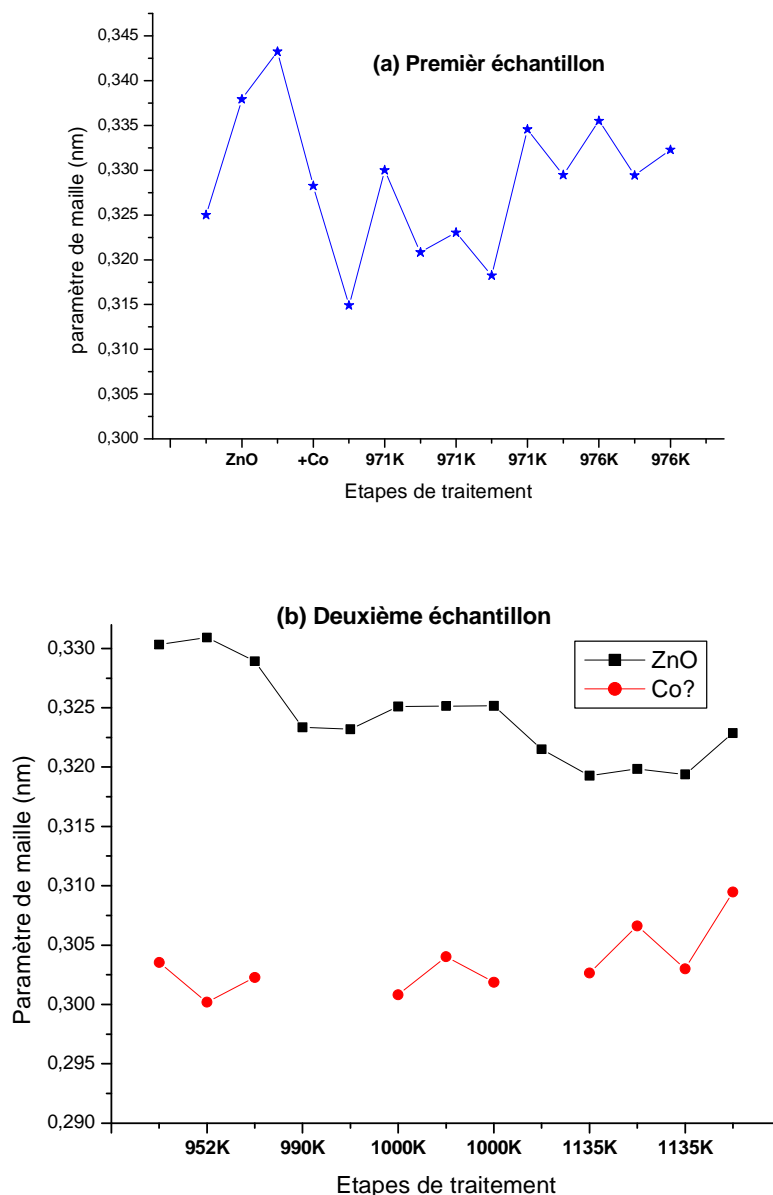 (a) Premièr échantillon
0,345
0,340
0,335
0,330
0,325
0,320
0,315
0,310
0,305
0,300
paramètre de maille (nm)
ZnO +Co 971K 971K 971K 976K 976K
Etapes de traitement
(b) Deuxième échantillon
ZnO
Co?
0,330
0,325
0,320
0,315
0,310
0,305
0,300
0,295
0,290
Paramètre de maille (nm)
952K 990K 1000K 1000K 1135K 1135K
Etapes de traitement